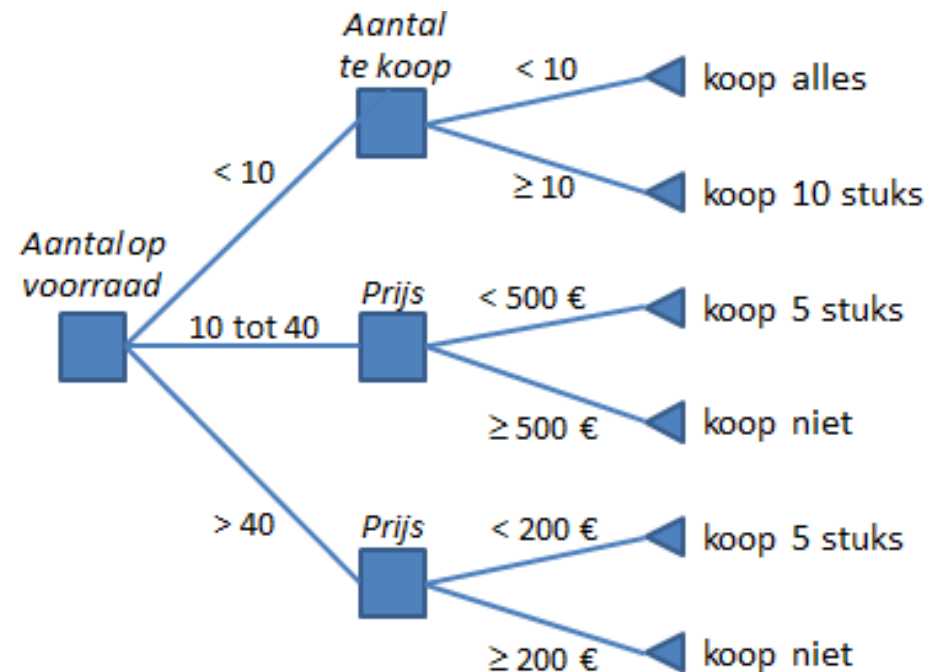 Aantal
te koop
< 10
koop alles
< 10
≥ 10
koop 10 stuks
Aantal op
voorraad
Prijs
< 500 €
koop 5 stuks
10 tot 40
≥ 500 €
koop niet
> 40
Prijs
< 200 €
koop 5 stuks
≥ 200 €
koop niet